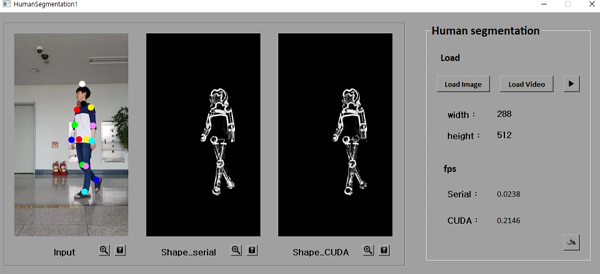 HumanSegmentation1
Human segmentation
Load
Load Image
Load Video
width : 288
height : 512
fps
Serial : 0.0238
CUDA : 0.2146
Input
Shape_serial
Shape_CUDA